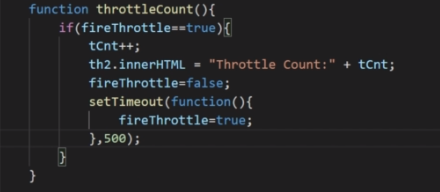 function throttleCount(){
if(fireThrottle==true){
tCnt++;
th2.innerHTML = "Throttle Count:" + tCnt;
fireThrottle=false;
setTimeout(function(){
fireThrottle=true;
},500);
}
}